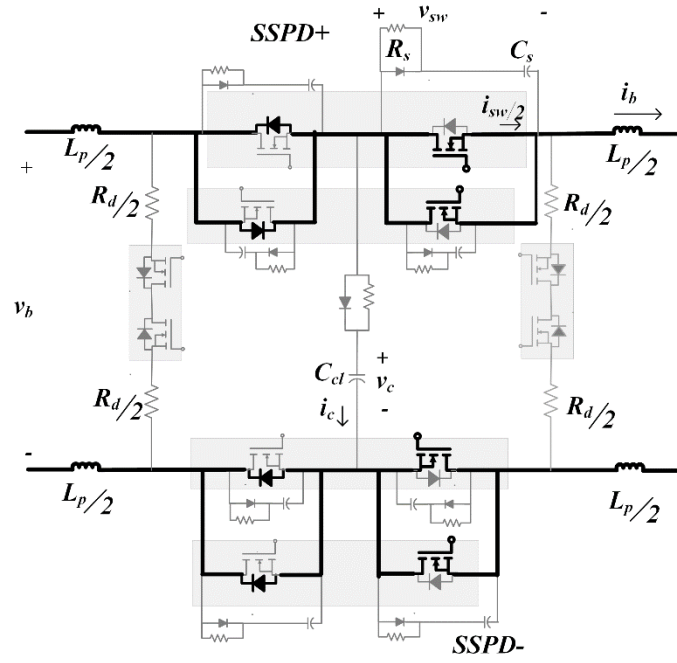 + v_sw -
SSPD+
R_s
C_s
i_sw/2
i_b
L_p/2
L_p/2
+
R_d/2
R_d/2
v_b
C_cl
+
v_c
-
i_c
R_d/2
R_d/2
-
L_p/2
L_p/2
SSPD-